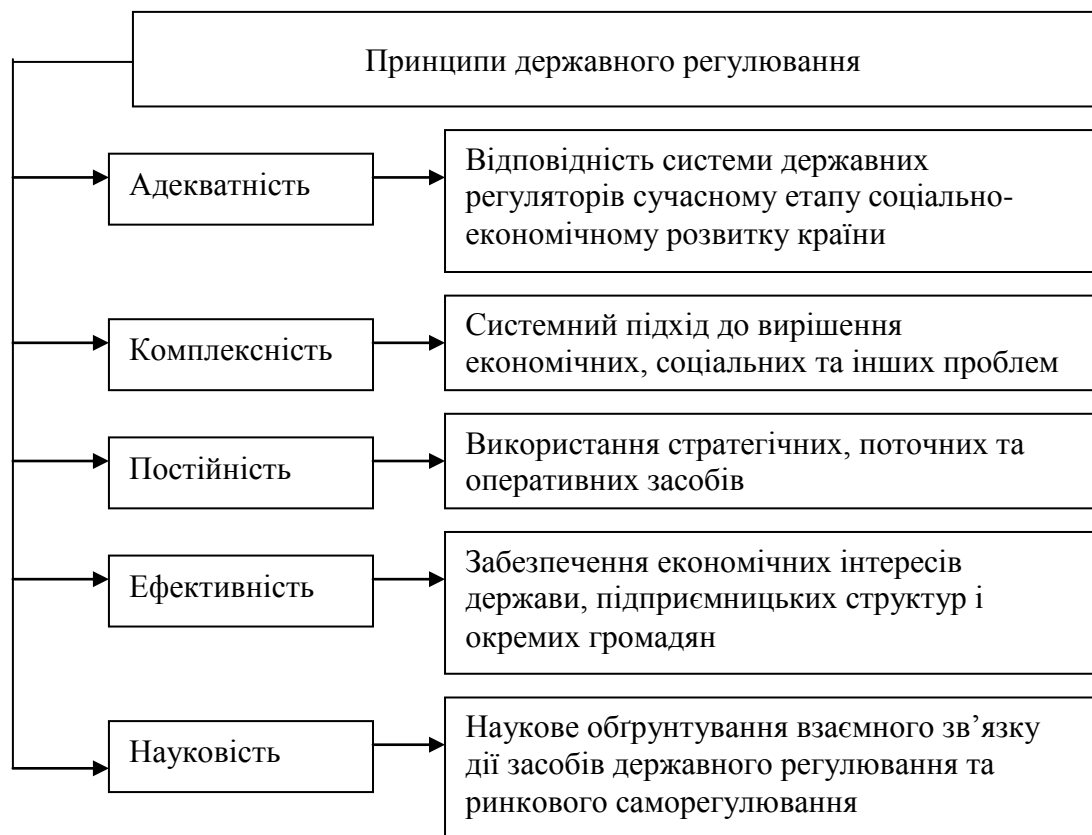 Принципи державного регулювання
Адекватність
Відповідність системи державних
регуляторів сучасному етапу соціально-
економічному розвитку країни
Комплексність
Системний підхід до вирішення
економічних, соціальних та інших проблем
Постійність
Використання стратегічних, поточних та
оперативних засобів
Ефективність
Забезпечення економічних інтересів
держави, підприємницьких структур і
окремих громадян
Науковість
Наукове обґрунтування взаємного зв’язку
дії засобів державного регулювання та
ринкового саморегулювання